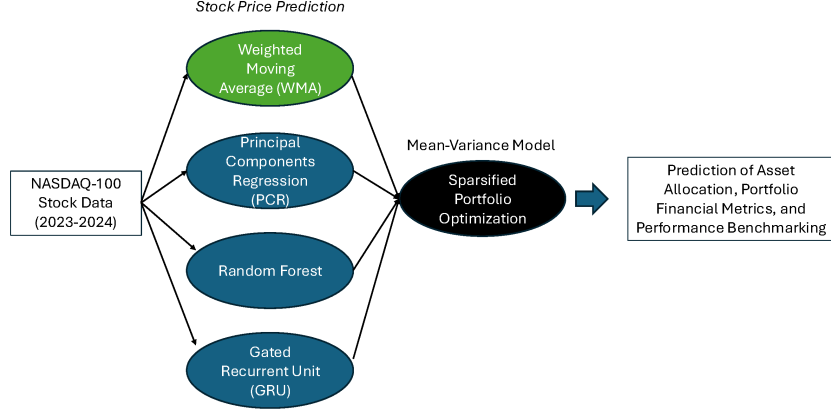 Stock Price Prediction
Weighted
Moving
Average (WMA)
Principal
Components
Regression
(PCR)
Random Forest
Gated
Recurrent Unit
(GRU)
NASDAQ-100
Stock Data
(2023-2024)
Mean-Variance Model
Sparsified
Portfolio
Optimization
Prediction of Asset
Allocation, Portfolio
Financial Metrics, and
Performance Benchmarking